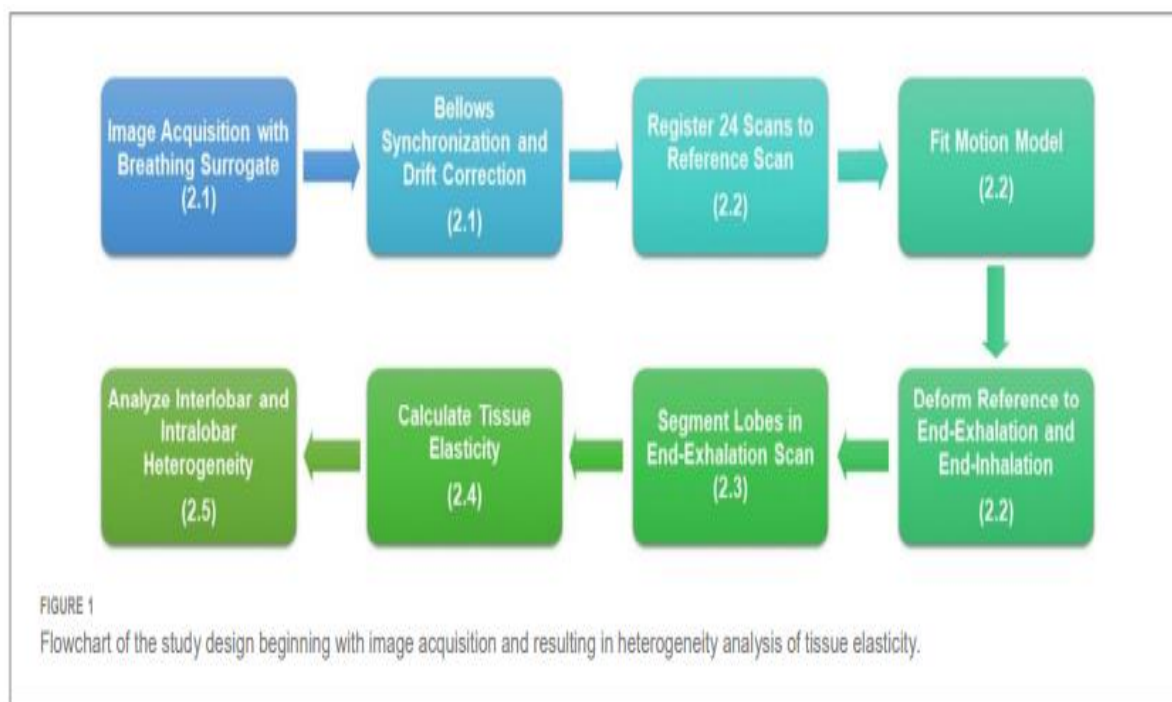 Image Acquisition with
Breathing Surrogate
(2.1)
Bellows
Synchronization and
Drift Correction
(2.1)
Register 24 Scans to
Reference Scan
(2.2)
Fit Motion Model
(2.2)
Deform Reference to
End-Exhalation and
End-Inhalation
(2.2)
Segment Lobes in
End-Exhalation Scan
(2.3)
Calculate Tissue
Elasticity
(2.4)
Analyze Interlobar and
Intralobar
Heterogeneity
(2.5)
FIGURE 1
Flowchart of the study design beginning with image acquisition and resulting in heterogeneity analysis of tissue elasticity.